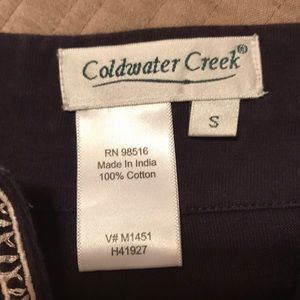 Coldwater Creek®
S
RN 98516
Made In India
100% Cotton
V# M1451
H41927